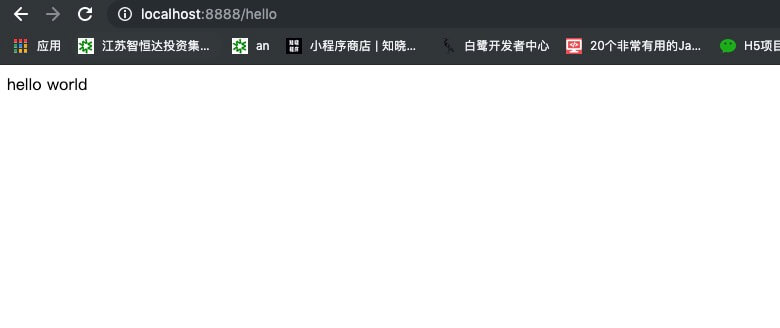 localhost:8888/hello
应用 江苏智恒达投资集... an 小程序商店 | 知晓... 白鹭开发者中心 20个非常有用的Ja... H5项目
hello world